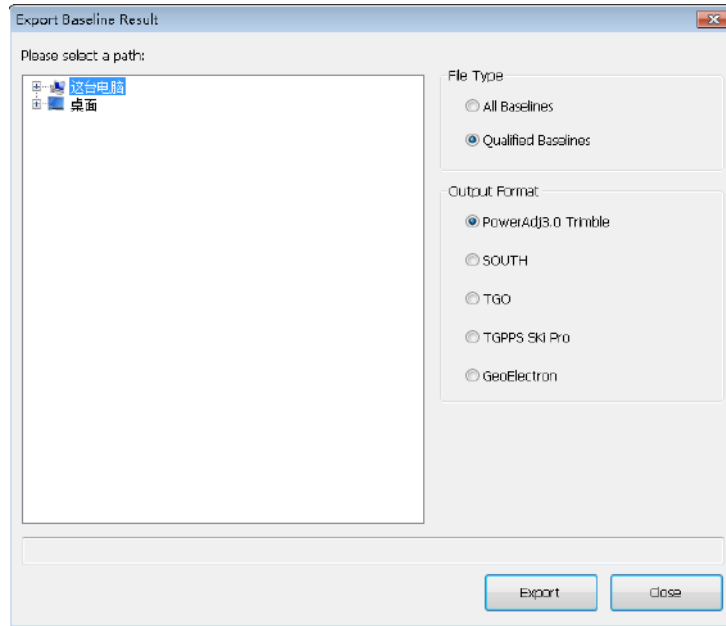 Export Baseline Result
Please select a path:
这台电脑
桌面
File Type
All Baselines
Qualified Baselines
Output Format
PowerAdj3.0 Trimble
SOUTH
TGO
TGPPS SKi Pro
GeoElectron
Export
Close